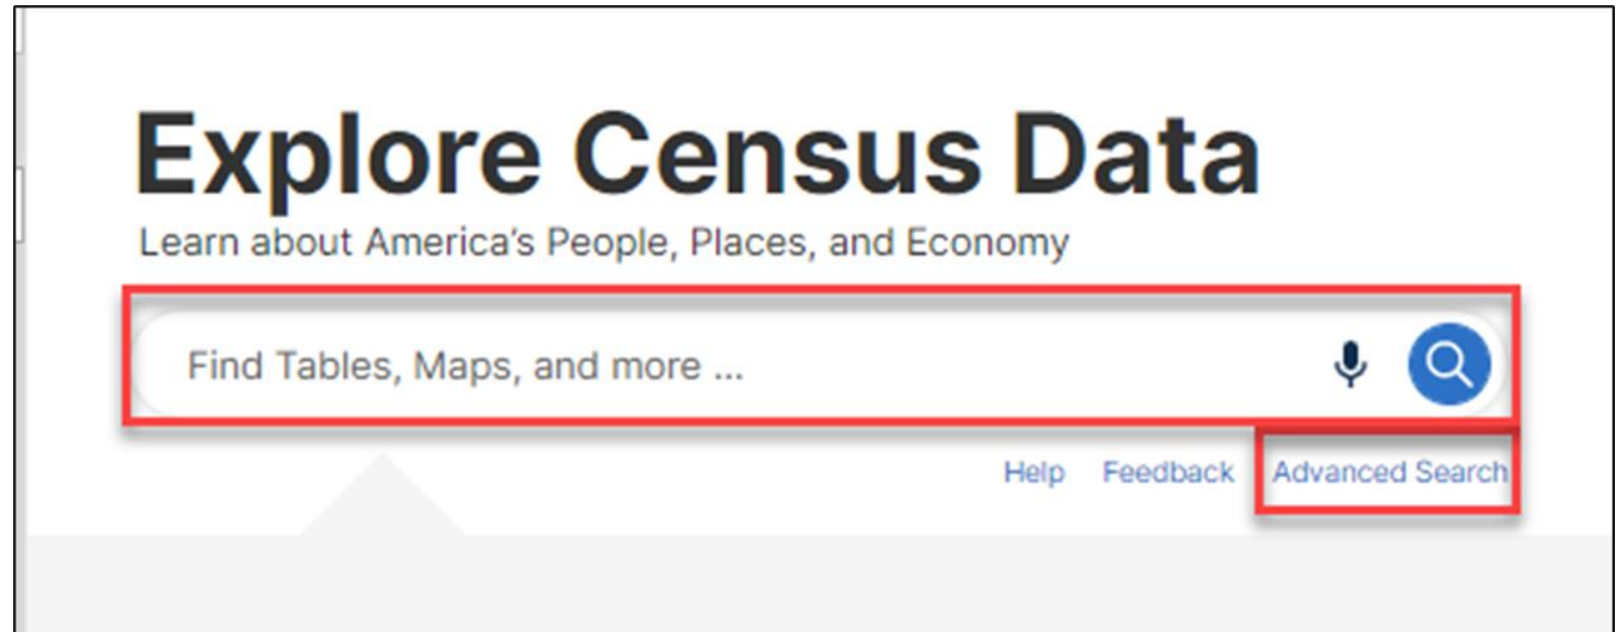 Explore Census Data
Learn about America's People, Places, and Economy
Find Tables, Maps, and more ...
Help Feedback Advanced Search